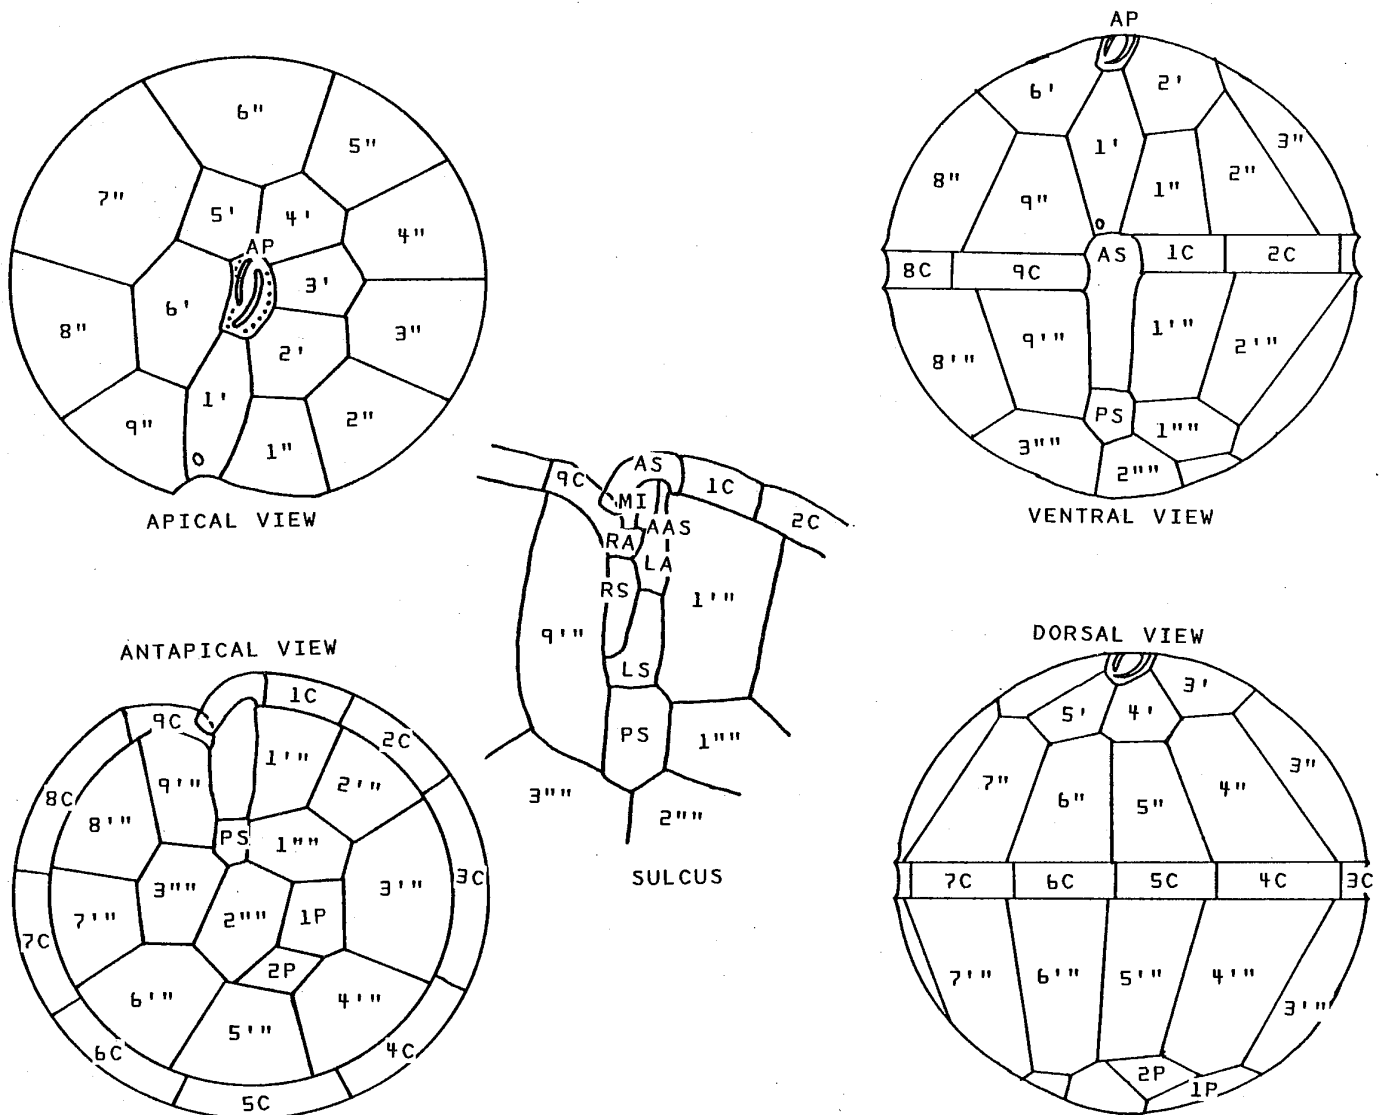 6"
5"
7"
5'
4'
4"
AP
6'
3'
8"
3"
2'
1'
9"
1"
2"
APICAL VIEW
AP
6'
2'
3"
1'
8"
2"
9"
1"
AS
1C
2C
8C
9C
1'"
9'"
2'"
8'"
PS
1""
3""
2""
VENTRAL VIEW
AS
9C
1C
MI
2C
AAS
RA
LA
RS
1'"
9'"
LS
PS
1""
3""
2""
SULCUS
ANTAPICAL VIEW
1C
9C
2C
1'"
9'"
2'"
8C
8'"
PS
1""
3""
3'"
3C
2""
1P
7'"
7C
2P
6'"
4'"
5'"
6C
4C
5C
DORSAL VIEW
3'
5'
4'
3"
7"
4"
6"
5"
7C
6C
5C
4C
3C
7'"
6'"
5'"
4'"
3'"
2P
1P